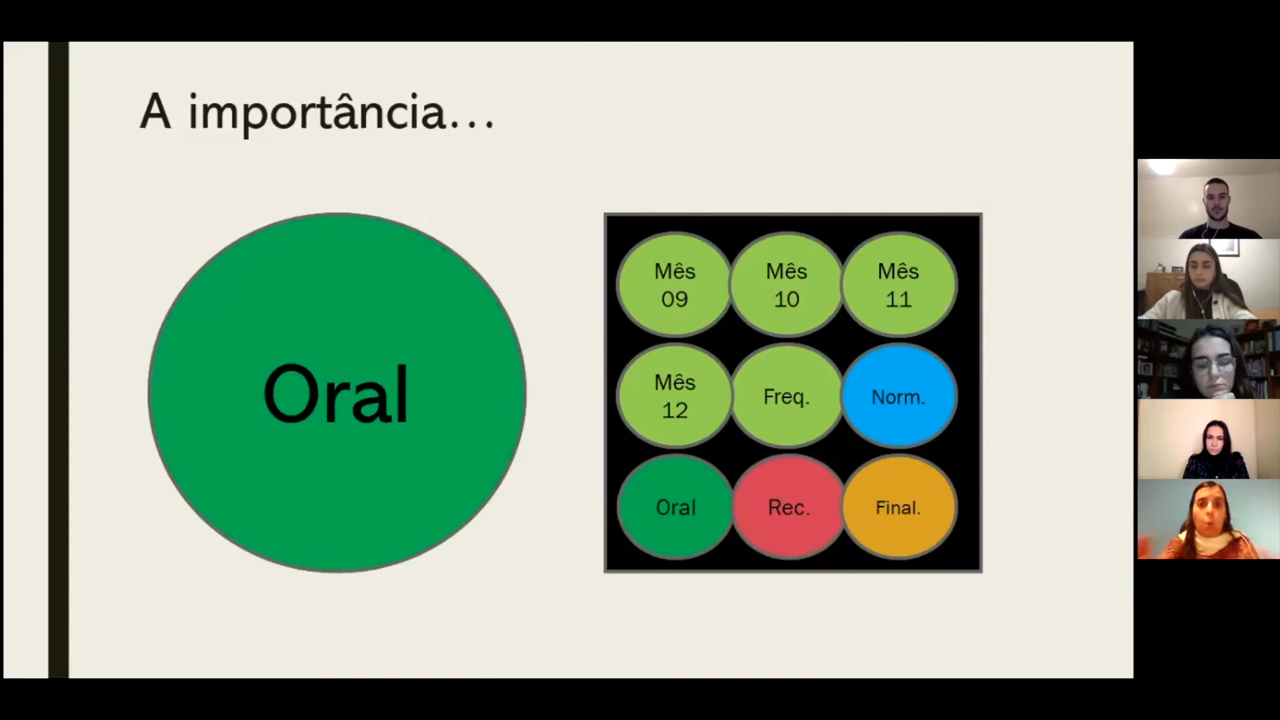 A importância...
Oral
Mês
09
Mês
10
Mês
11
Mês
12
Freq.
Norm.
Oral
Rec.
Final.